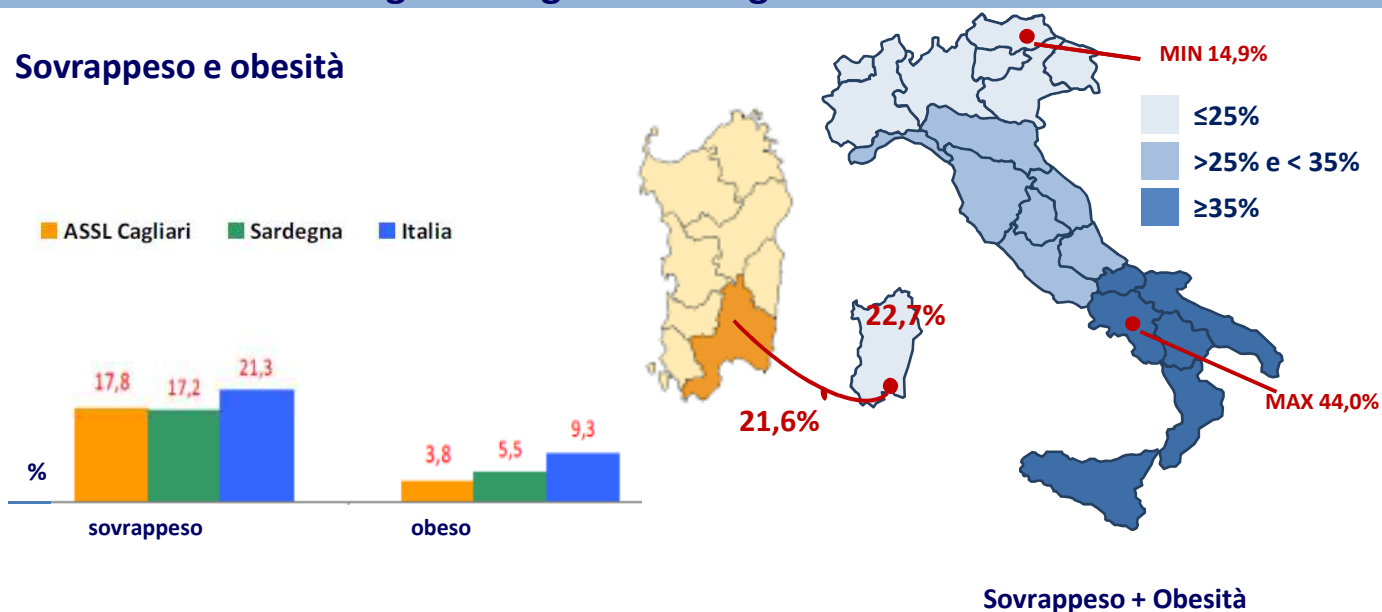 Sovrappeso e obesità
MIN 14,9%
≤25%
>25% e < 35%
≥35%
ASSL Cagliari
Sardegna
Italia
22,7%
21,6%
MAX 44,0%
17,8
17,2
21,3
3,8
5,5
9,3
%
sovrappeso
obeso
Sovrappeso + Obesità